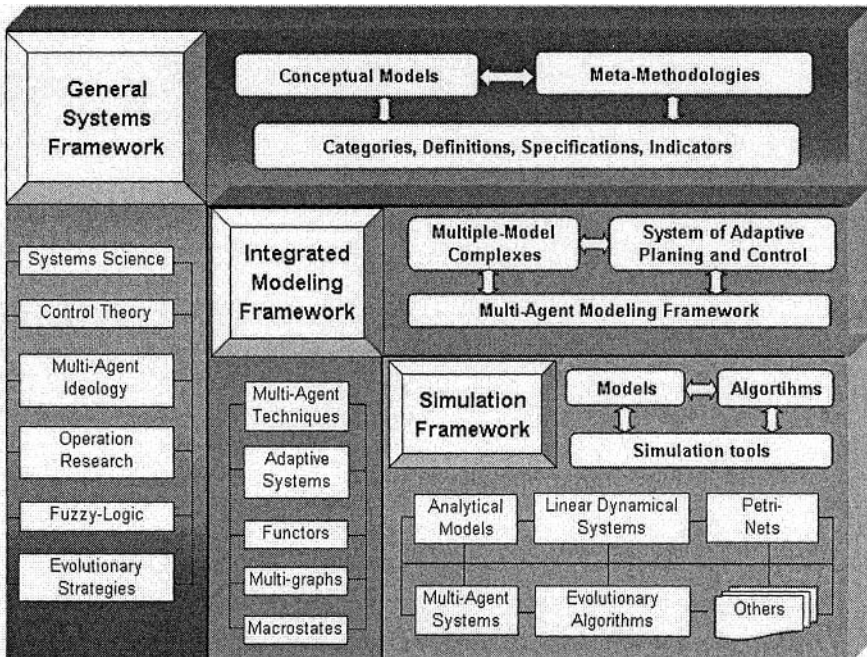 General
Systems
Framework
Conceptual Models
Meta-Methodologies
Categories, Definitions, Specifications, Indicators
Systems Science
Control Theory
Multi-Agent
Ideology
Operation
Research
Fuzzy-Logic
Evolutionary
Strategies
Integrated
Modeling
Framework
Multiple-Model
Complexes
System of Adaptive
Planing and Control
Multi-Agent Modeling Framework
Multi-Agent
Techniques
Adaptive
Systems
Functors
Multi-graphs
Macrostates
Simulation
Framework
Models
Algortihms
Simulation tools
Analytical
Models
Linear Dynamical
Systems
Petri-
Nets
Multi-Agent
Systems
Evolutionary
Algorithms
Others